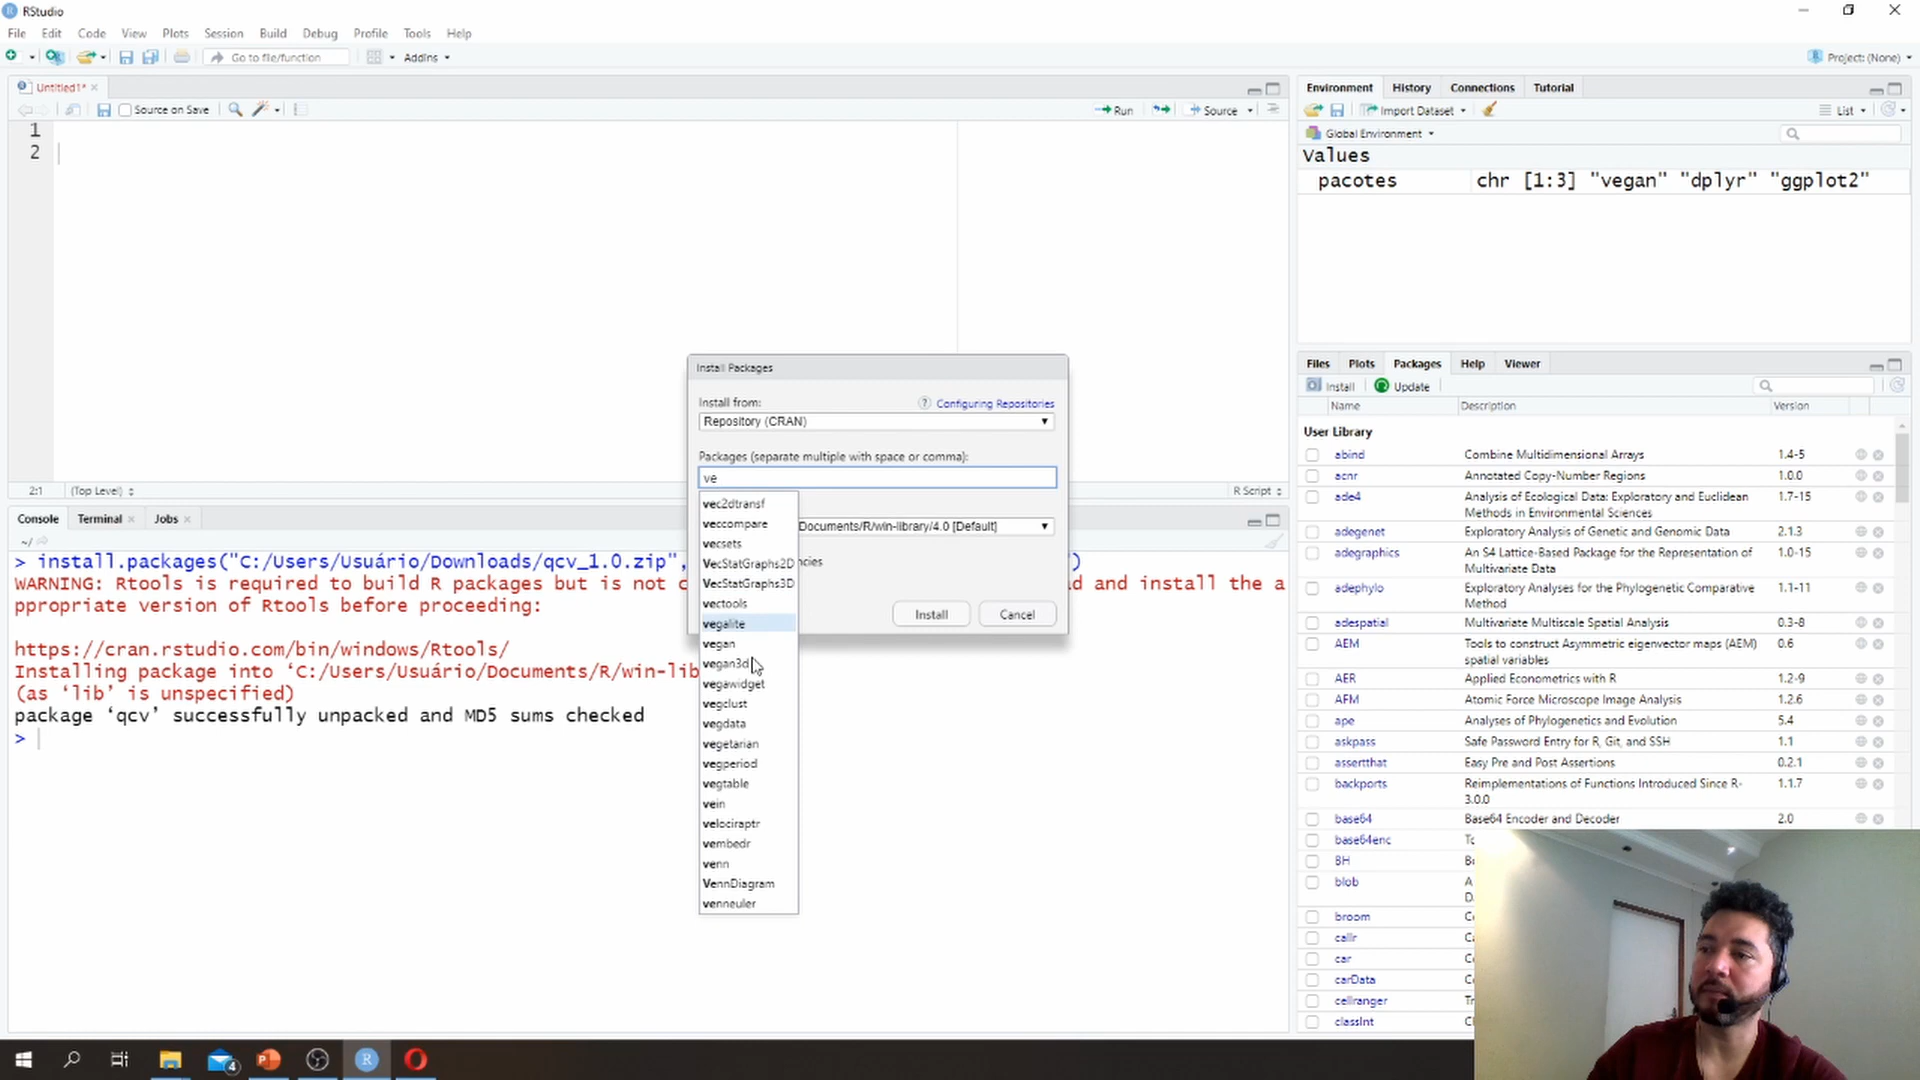 RStudio
File Edit Code View Plots Session Build Debug Profile Tools Help
Go to file/function
Addins
Project: (None)
Untitled1*
Source on Save
Run
Source
1
2
2:1
(Top Level)
R Script
Console Terminal Jobs
~/
> install.packages("C:/Users/Usuário/Downloads/qcv_1.0.zip",
)
WARNING: Rtools is required to build R packages but is not c
d and install the a
ppropriate version of Rtools before proceeding:
https://cran.rstudio.com/bin/windows/Rtools/
Installing package into ‘C:/Users/Usuário/Documents/R/win-lib
(as ‘lib’ is unspecified)
package ‘qcv’ successfully unpacked and MD5 sums checked
>
Install Packages
Install from:
? Configuring Repositories
Repository (CRAN)
Packages (separate multiple with space or comma):
ve
Documents/R/win-library/4.0 [Default]
ncies
Install
Cancel
vec2dtransf
veccompare
vecsets
VecStatGraphs2D
VecStatGraphs3D
vectools
vegalite
vegan
vegan3d
vegawidget
vegclust
vegdata
vegetarian
vegperiod
vegtable
vein
velociraptr
vembedr
venn
VennDiagram
venneuler
Environment History Connections Tutorial
Import Dataset
List
Global Environment
Values
pacotes chr [1:3] "vegan" "dplyr" "ggplot2"
Files Plots Packages Help Viewer
Install Update
Name Description Version
User Library
abind Combine Multidimensional Arrays 1.4-5
acnr Annotated Copy-Number Regions 1.0.0
ade4 Analysis of Ecological Data: Exploratory and Euclidean 1.7-15
Methods in Environmental Sciences
adegenet Exploratory Analysis of Genetic and Genomic Data 2.1.3
adegraphics An S4 Lattice-Based Package for the Representation of 1.0-15
Multivariate Data
adephylo Exploratory Analyses for the Phylogenetic Comparative 1.1-11
Method
adespatial Multivariate Multiscale Spatial Analysis 0.3-8
AEM Tools to construct Asymmetric eigenvector maps (AEM) 0.6
spatial variables
AER Applied Econometrics with R 1.2-9
AFM Atomic Force Microscope Image Analysis 1.2.6
ape Analyses of Phylogenetics and Evolution 5.4
askpass Safe Password Entry for R, Git, and SSH 1.1
assertthat Easy Pre and Post Assertions 0.2.1
backports Reimplementations of Functions Introduced Since R- 1.1.7
3.0.0
base64 Base64 Encoder and Decoder 2.0
base64enc To
BH
blob A
broom
callr
car
carData
cellranger
classInt
4